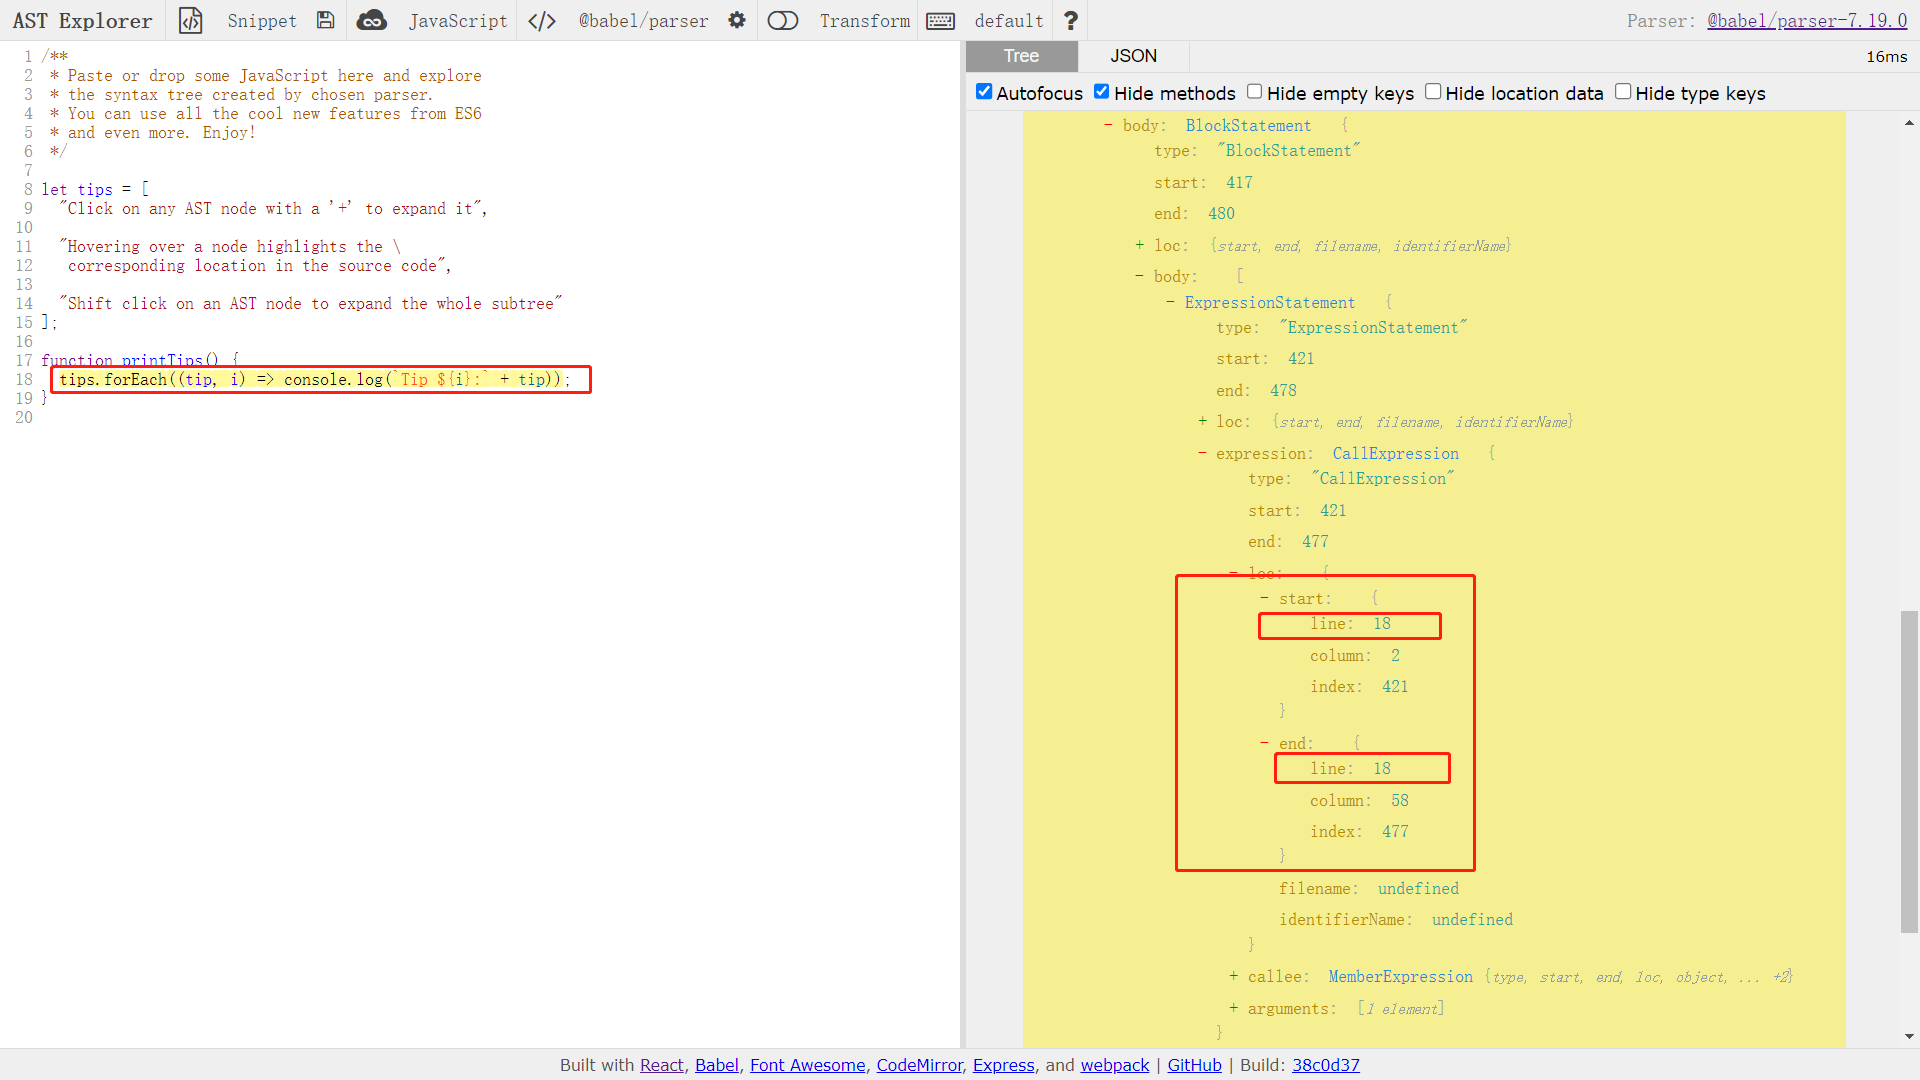 AST Explorer Snippet JavaScript </> @babel/parser Transform default ? Parser: @babel/parser-7.19.0
1 /**
2 * Paste or drop some JavaScript here and explore
3 * the syntax tree created by chosen parser.
4 * You can use all the cool new features from ES6
5 * and even more. Enjoy!
6 */
7
8 let tips = [
9 "Click on any AST node with a '+' to expand it",
10
11 "Hovering over a node highlights the \
12 corresponding location in the source code",
13
14 "Shift click on an AST node to expand the whole subtree"
15 ];
16
17 function printTips() {
18 tips.forEach((tip, i) => console.log(`Tip ${i}:` + tip));
19 }
20
Tree JSON 16ms
Autofocus Hide methods Hide empty keys Hide location data Hide type keys
- body: BlockStatement {
type: "BlockStatement"
start: 417
end: 480
+ loc: {start, end, filename, identifierName}
- body: [
- ExpressionStatement {
type: "ExpressionStatement"
start: 421
end: 478
+ loc: {start, end, filename, identifierName}
- expression: CallExpression {
type: "CallExpression"
start: 421
end: 477
- loc: {
- start: {
line: 18
column: 2
index: 421
}
- end: {
line: 18
column: 58
index: 477
}
filename: undefined
identifierName: undefined
}
+ callee: MemberExpression {type, start, end, loc, object, ... +2}
+ arguments: [1 element]
}
Built with React, Babel, Font Awesome, CodeMirror, Express, and webpack | GitHub | Build: 38c0d37